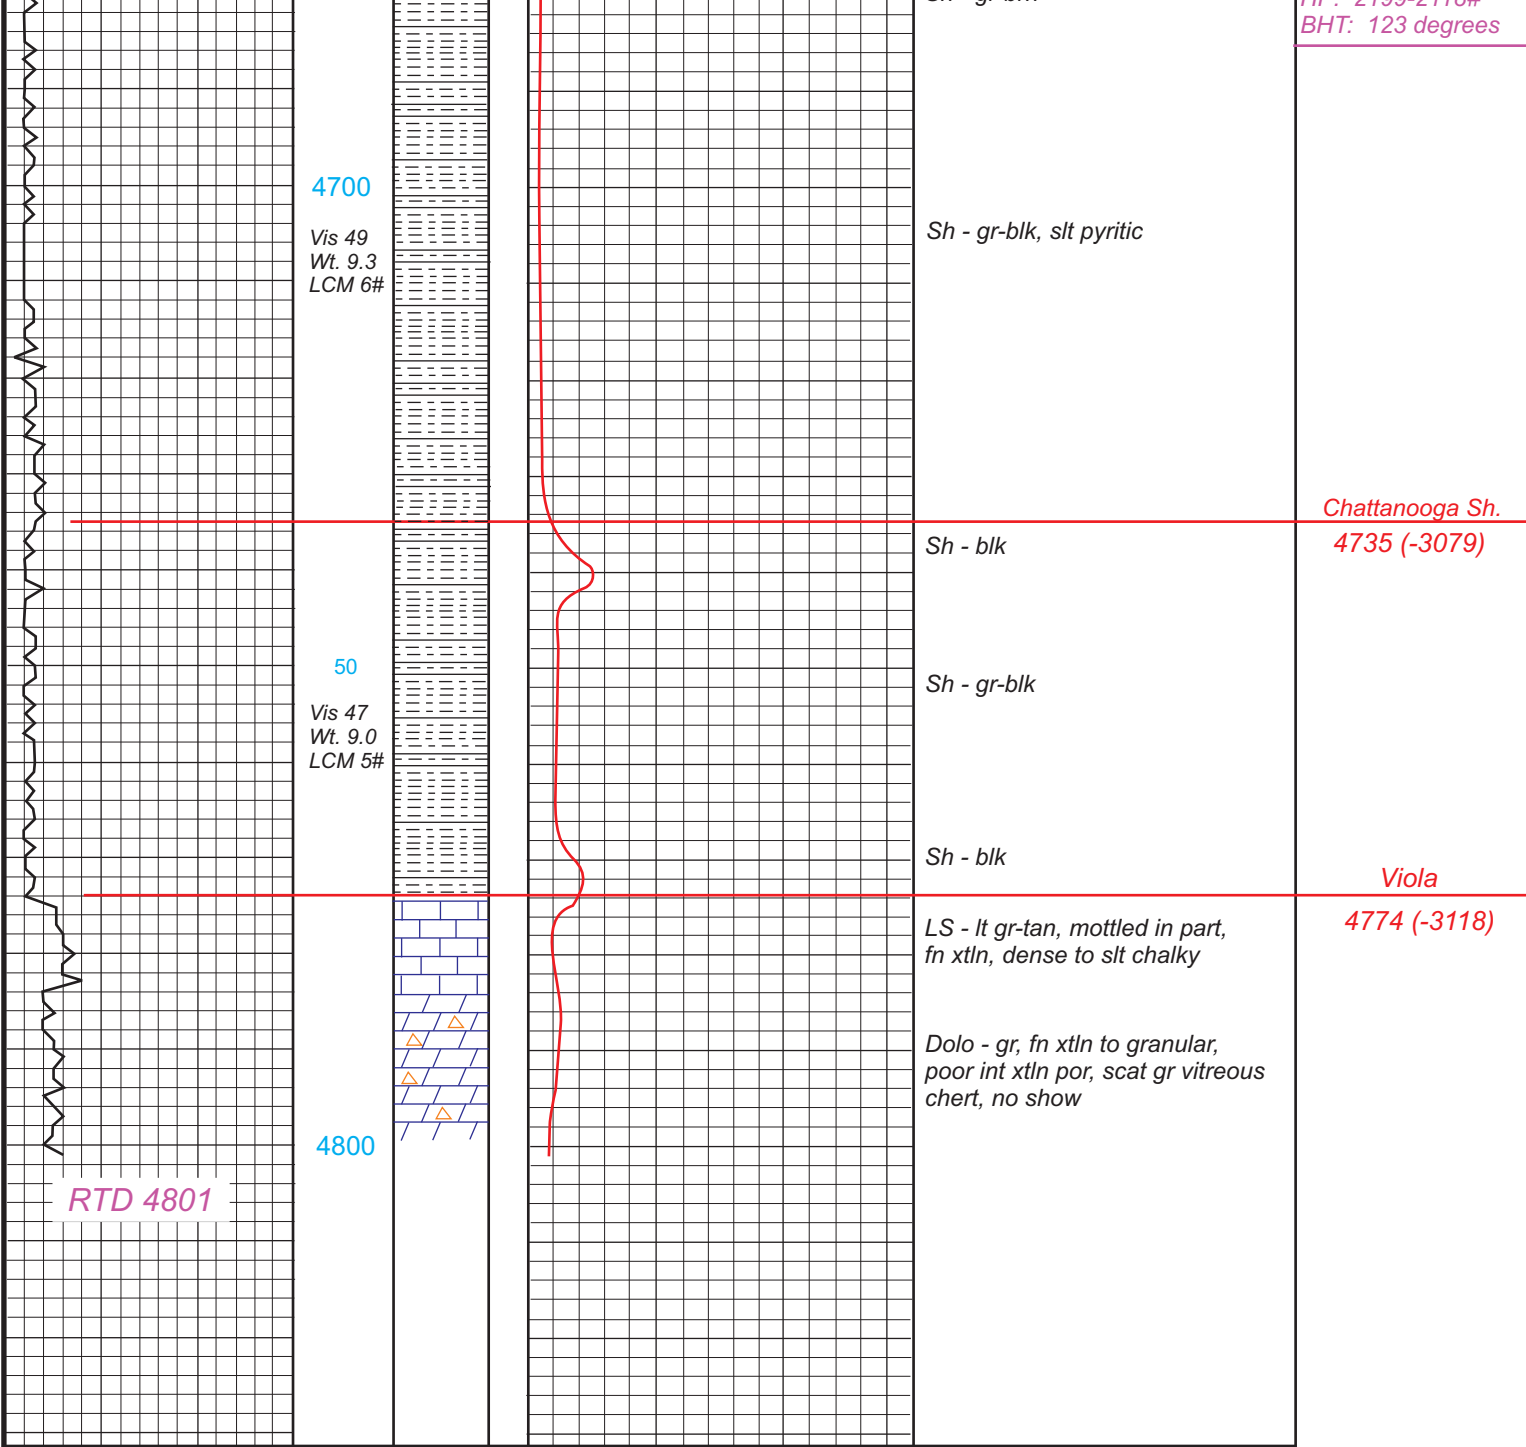 BHT: 123 degrees
4700
Vis 49
Wt. 9.3
LCM 6#
Sh - gr-blk, slt pyritic
Chattanooga Sh.
4735 (-3079)
Sh - blk
50
Sh - gr-blk
Vis 47
Wt. 9.0
LCM 5#
Sh - blk
Viola
4774 (-3118)
LS - lt gr-tan, mottled in part,
fn xtln, dense to slt chalky
Dolo - gr, fn xtln to granular,
poor int xtln por, scat gr vitreous
chert, no show
4800
RTD 4801